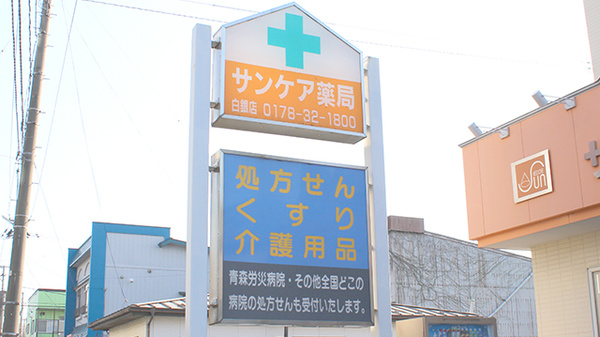 サンケア薬局
白銀店 0178-32-1800
処方せん
くすり
介護用品
青森労災病院・その他全国どこの
病院の処方せんも受付いたします。
Sun
サ